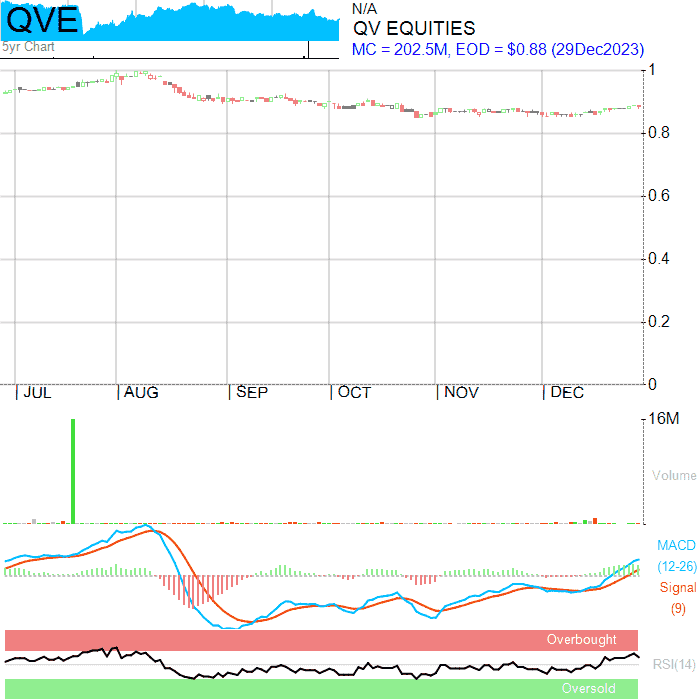 QVE
5yr Chart
N/A
QV EQUITIES
MC = 202.5M, EOD = $0.88 (29Dec2023)
1
0.8
0.6
0.4
0.2
0
JUL AUG SEP OCT NOV DEC
16M
Volume
MACD
(12-26)
Signal
(9)
Overbought
RSI(14)
Oversold